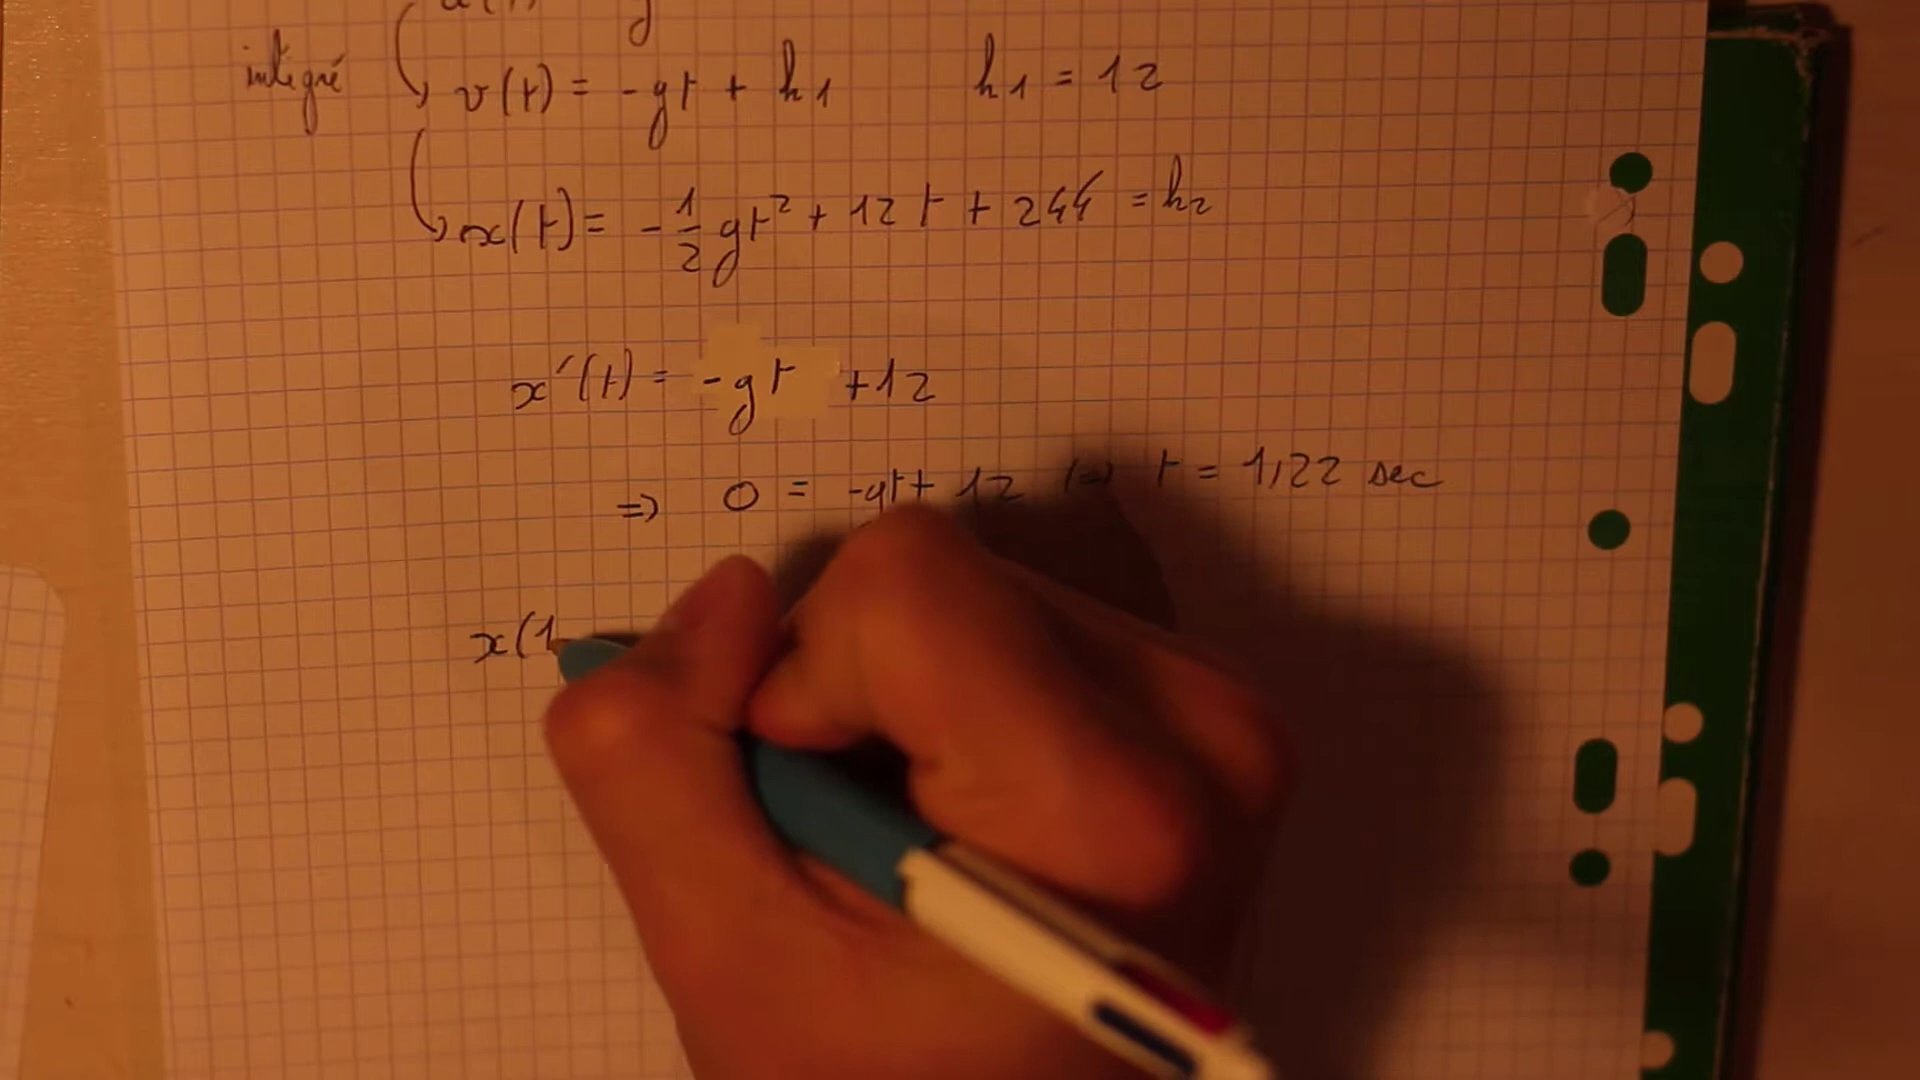 intégré v(t) = -gt + k1 k1 = 12
x(t) = -1/2 gt² + 12t + 244 = k2
x'(t) = -gt +12
=> 0 = -gt + 12 <=> t = 1,22 sec
x(1